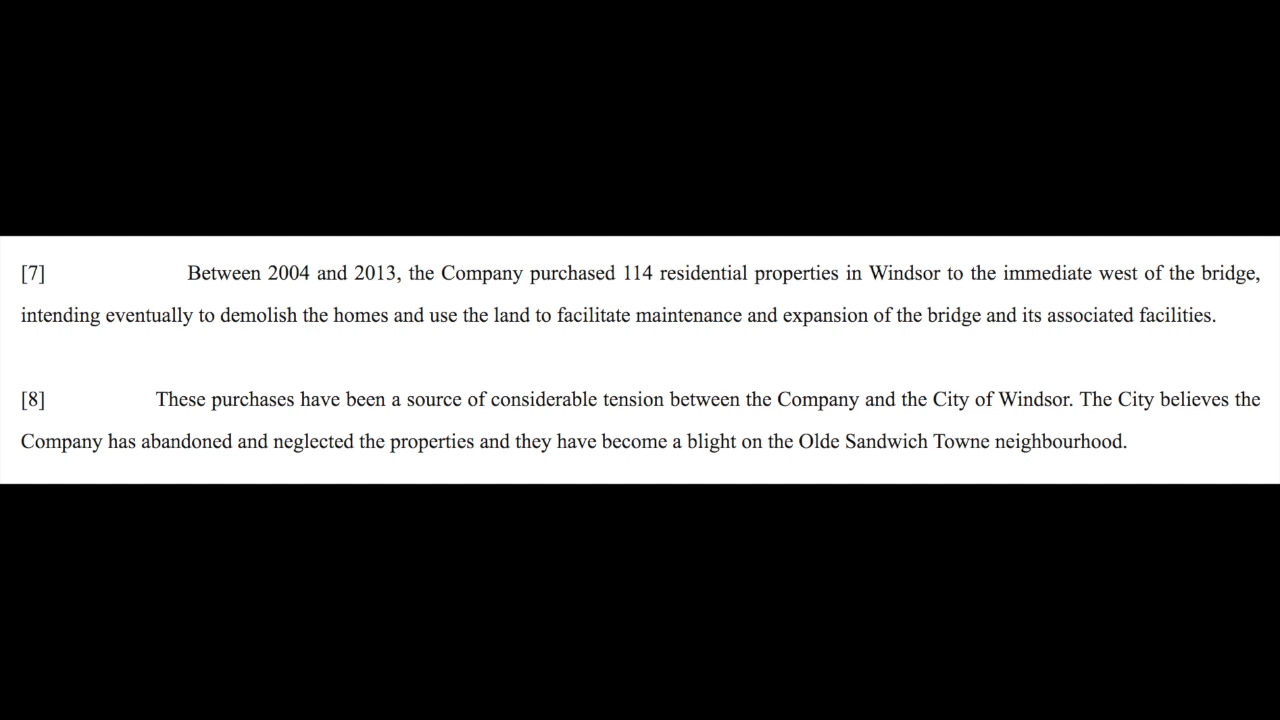 [7] Between 2004 and 2013, the Company purchased 114 residential properties in Windsor to the immediate west of the bridge,
intending eventually to demolish the homes and use the land to facilitate maintenance and expansion of the bridge and its associated facilities.
[8] These purchases have been a source of considerable tension between the Company and the City of Windsor. The City believes the
Company has abandoned and neglected the properties and they have become a blight on the Olde Sandwich Towne neighbourhood.